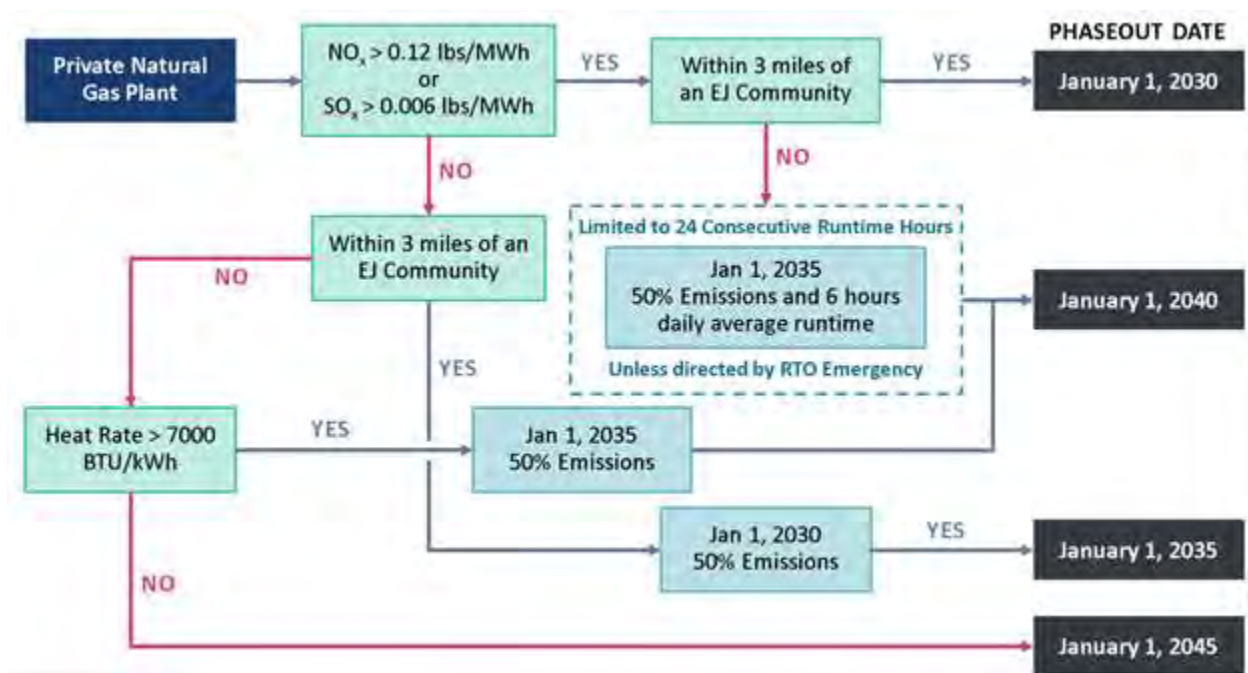 PHASEOUT DATE
Private Natural
Gas Plant
NOx > 0.12 lbs/MWh
or
SOx > 0.006 lbs/MWh
YES
Within 3 miles of
an EJ Community
YES
January 1, 2030
NO
NO
Within 3 miles of an
EJ Community
NO
YES
Limited to 24 Consecutive Runtime Hours
Jan 1, 2035
50% Emissions and 6 hours
daily average runtime
Unless directed by RTO Emergency
January 1, 2040
Heat Rate > 7000
BTU/kWh
YES
Jan 1, 2035
50% Emissions
Jan 1, 2030
50% Emissions
YES
January 1, 2035
NO
January 1, 2045